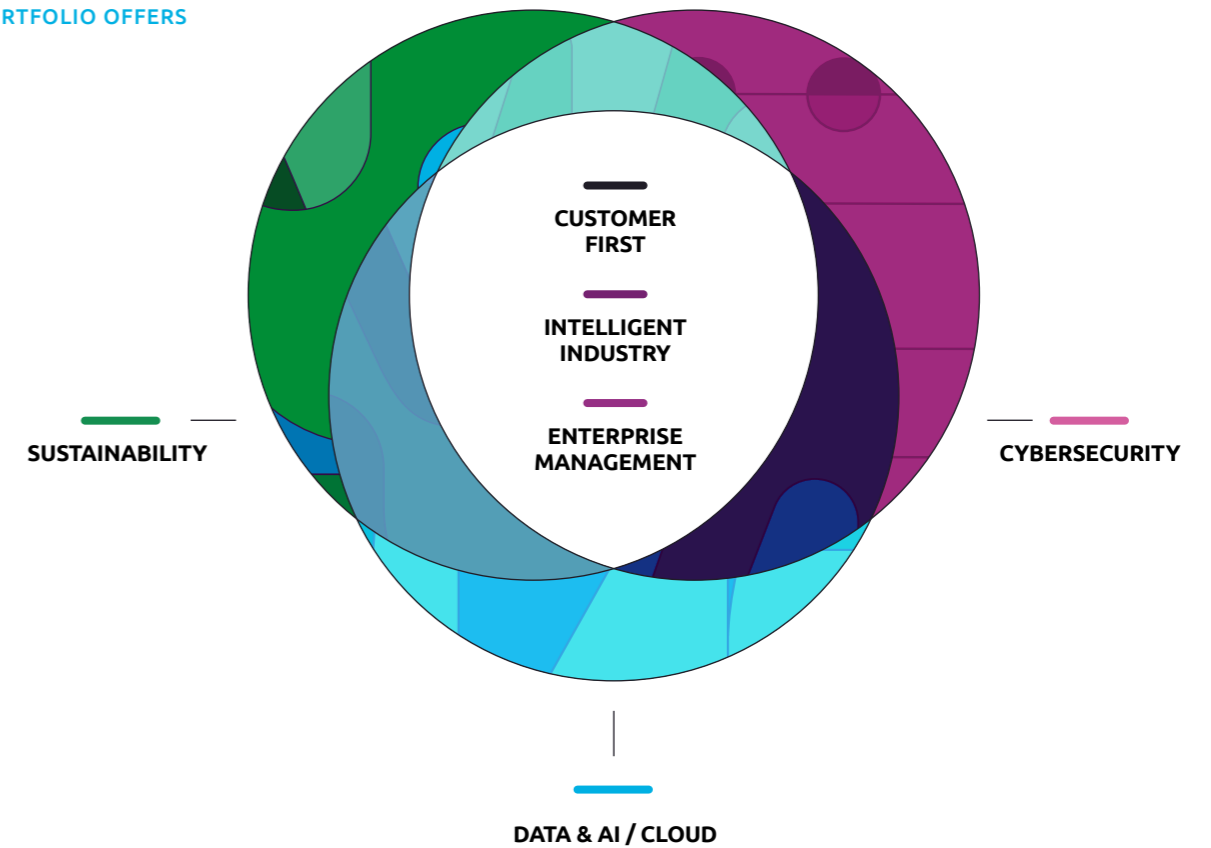 RTFOLIO OFFERS
CUSTOMER
FIRST
INTELLIGENT
INDUSTRY
ENTERPRISE
MANAGEMENT
SUSTAINABILITY
CYBERSECURITY
DATA & AI / CLOUD